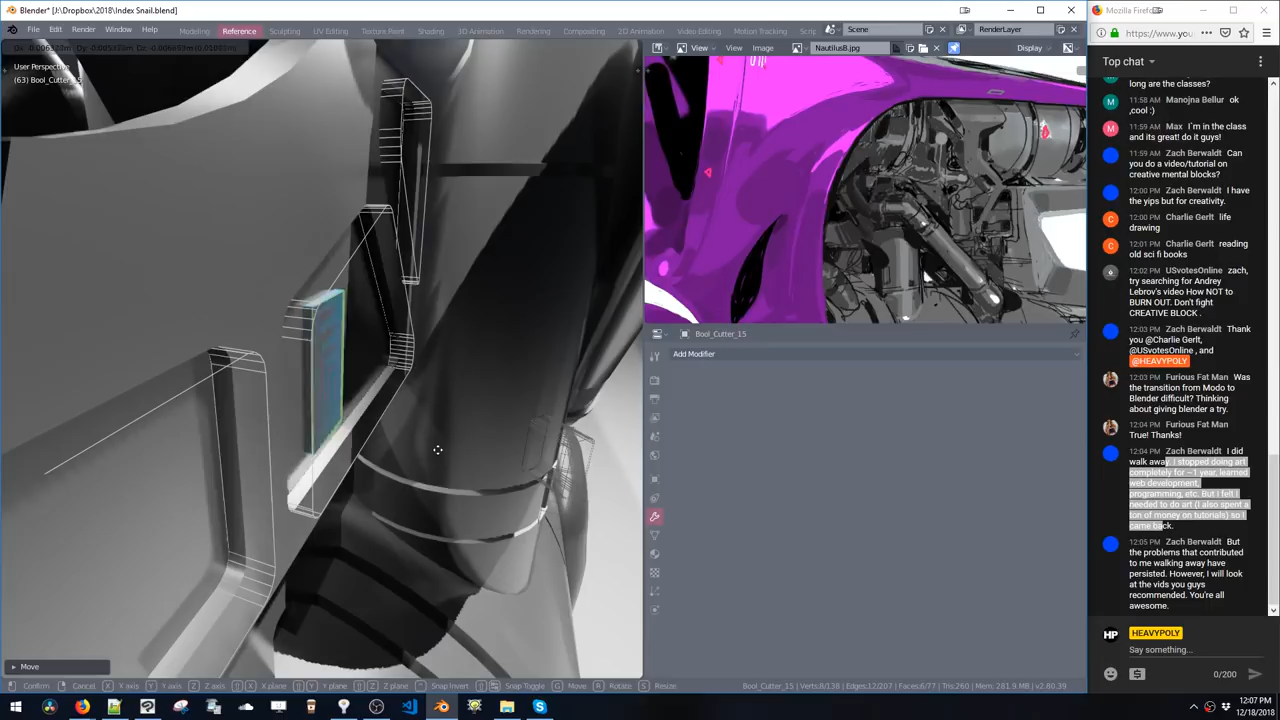 Blender* [J:\Dropbox\2018\Index Snail.blend]
File Edit Render Window Help
Modeling Reference Sculpting UV Editing Texture Paint Shading 3D Animation Rendering Compositing 2D Animation Video Editing Motion Tracking
Scene
RenderLayer
User Perspective
(63) Bool_Cutter_15
View View Image
NautilusB.jpg
Display
Bool_Cutter_15
Add Modifier
Move
Confirm Cancel X axis Y axis Z axis X plane Y plane Z plane Snap Invert Snap Toggle Move Rotate Resize
Bool_Cutter_15 | Verts:8/138 | Edges:12/207 | Faces:6/77 | Tris:260 | Mem: 281.9 MB | v2.80.39
Mozilla Firef
https://www.yo
Top chat
long are the classes?
11:58 AM Manojna Bellur ok
,cool :)
11:59 AM Max I`m in the class
and its great! do it guys!
11:59 AM Zach Berwaldt Can
you do a video/tutorial on
creative mental blocks?
12:00 PM Zach Berwaldt I have
the yips but for creativity.
12:00 PM Charlie Gerlt life
drawing
12:01 PM Charlie Gerlt reading
old sci fi books
12:02 PM USvotesOnline zach,
try searching for Andrey
Lebrov's video How NOT to
BURN OUT. Don't fight
CREATIVE BLOCK .
12:03 PM Zach Berwaldt Thank
you @Charlie Gerlt,
@USvotesOnline , and
@HEAVYPOLY
12:03 PM Furious Fat Man Was
the transition from Modo to
Blender difficult? Thinking
about giving blender a try.
12:04 PM Furious Fat Man
True! Thanks!
12:04 PM Zach Berwaldt I did
walk away. I stopped doing art
completely for ~1 year, learned
web development,
programming, etc. But I felt I
needed to do art (I also spent a
ton of money on tutorials) so I
came back.
12:05 PM Zach Berwaldt But
the problems that contributed
to me walking away have
persisted. However, I will look
at the vids you guys
recommended. You're all
awesome.
HP HEAVYPOLY
Say something...
0/200
12:07 PM
12/18/2018